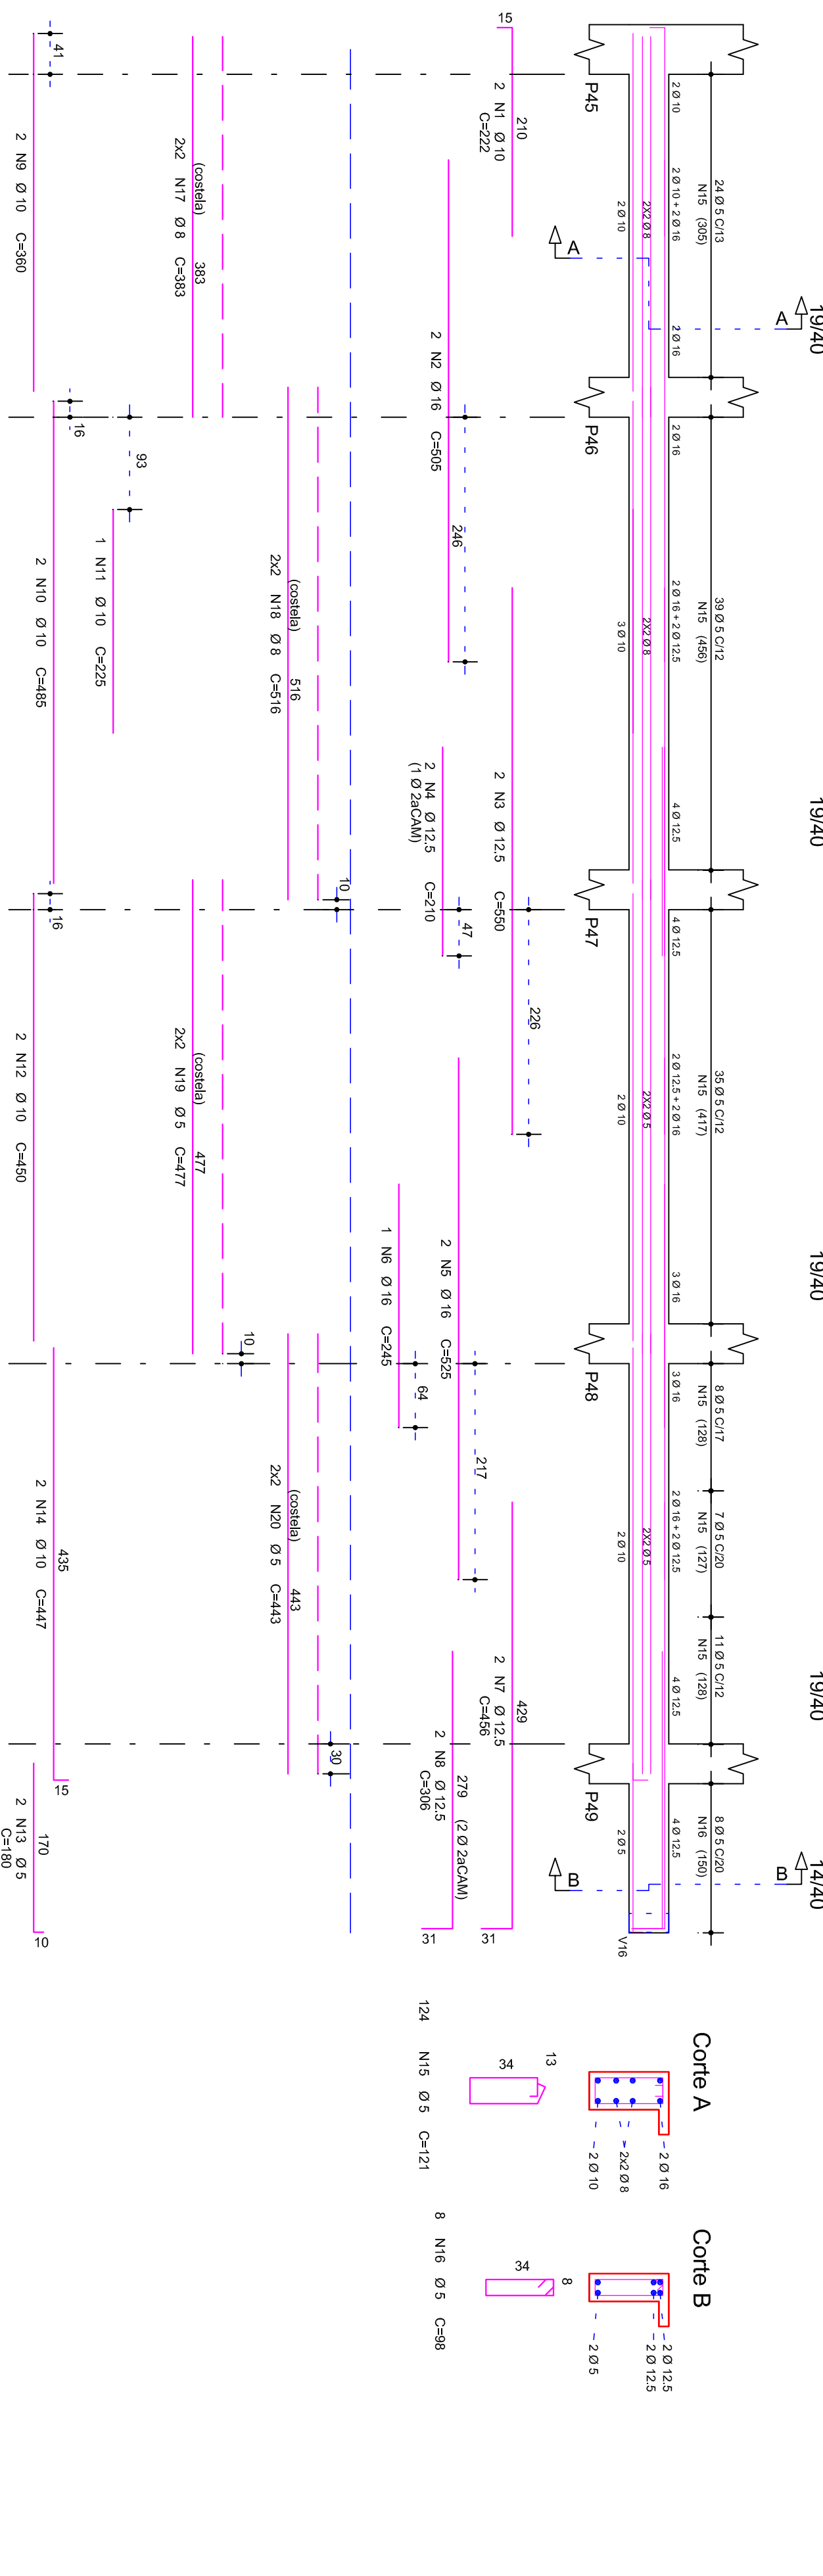 19/40
19/40
19/40
19/40
14/40
A
A
B
B
24 Ø 5 C/13
N15 (305)
39 Ø 5 C/12
N15 (456)
35 Ø 5 C/12
N15 (417)
8 Ø 5 C/17
N15 (128)
7 Ø 5 C/20
N15 (127)
11 Ø 5 C/12
N15 (128)
8 Ø 5 C/20
N16 (150)
2 Ø 10
2 Ø 10 + 2 Ø 16
2 Ø 16
2 Ø 16
2 Ø 16 + 2 Ø 12.5
4 Ø 12.5
4 Ø 12.5
2 Ø 12.5 + 2 Ø 16
3 Ø 16
3 Ø 16
2 Ø 16 + 2 Ø 12.5
4 Ø 12.5
4 Ø 12.5
2X2 Ø 8
2X2 Ø 8
2X2 Ø 5
2X2 Ø 5
2 Ø 10
3 Ø 10
2 Ø 10
2 Ø 10
2 Ø 5
V16
P45
P46
P47
P48
P49
15
210
2 N1 Ø 10
C=222
2 N2 Ø 16 C=505
246
2 N3 Ø 12.5 C=550
226
2 N4 Ø 12.5 C=210
(1 Ø 2aCAM)
47
2 N5 Ø 16 C=525
217
1 N6 Ø 16 C=245
64
429
2 N7 Ø 12.5
C=456
31
279 (2 Ø 2aCAM)
2 N8 Ø 12.5
C=306
31
(costela) 383
2x2 N17 Ø 8 C=383
(costela) 516
2x2 N18 Ø 8 C=516
10
(costela) 477
2x2 N19 Ø 5 C=477
10
(costela) 443
2x2 N20 Ø 5 C=443
30
41
2 N9 Ø 10 C=360
16
93
1 N11 Ø 10 C=225
2 N10 Ø 10 C=485
16
2 N12 Ø 10 C=450
435
2 N14 Ø 10 C=447
15
170
2 N13 Ø 5
C=180
10
Corte A
2 Ø 16
2x2 Ø 8
2 Ø 10
13
34
124 N15 Ø 5 C=121
Corte B
2 Ø 12.5
2 Ø 12.5
2 Ø 5
8
34
8 N16 Ø 5 C=98